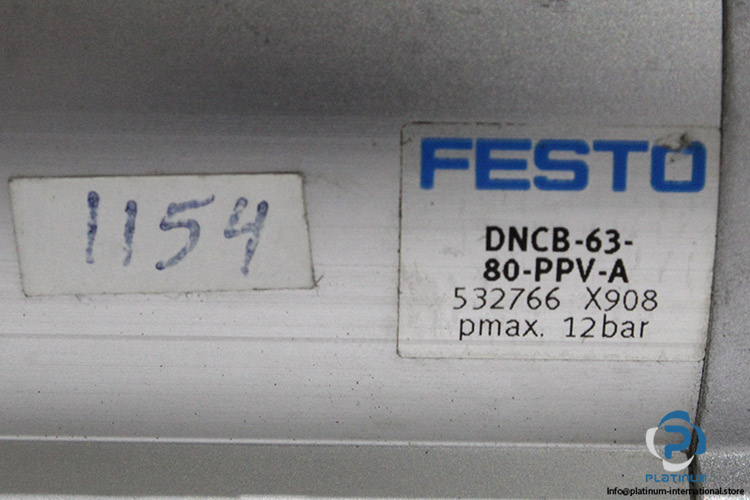 1154
FESTO
DNCB-63-
80-PPV-A
532766 X908
pmax. 12bar
PLATINUM
Info@platinum-international.store